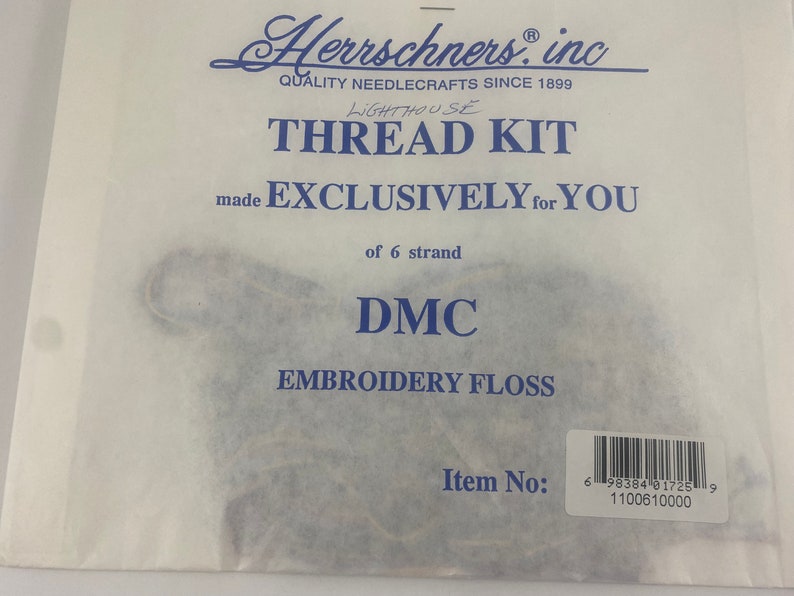 Herrschners.® inc
QUALITY NEEDLECRAFTS SINCE 1899
LiGHTHOUSE
THREAD KIT
made EXCLUSIVELY for YOU
of 6 strand
DMC
EMBROIDERY FLOSS
Item No:
6 98384 01725 9
1100610000